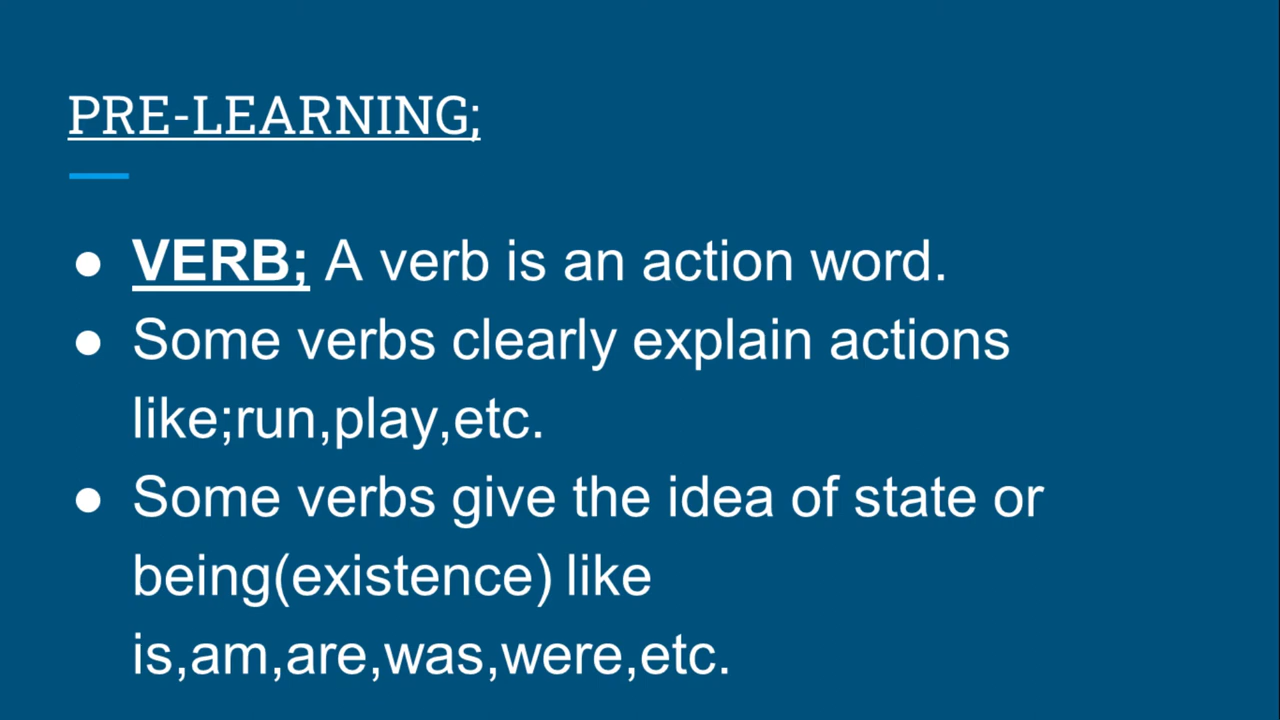 PRE-LEARNING;
● VERB; A verb is an action word.
● Some verbs clearly explain actions
like;run,play,etc.
● Some verbs give the idea of state or
being(existence) like
is,am,are,was,were,etc.